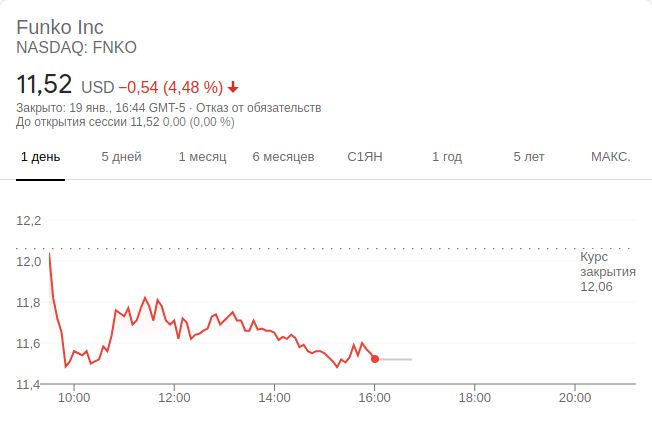 Funko Inc
NASDAQ: FNKO
11,52 USD −0,54 (4,48 %)
Закрыто: 19 янв., 16:44 GMT-5 · Отказ от обязательств
До открытия сессии 11,52 0,00 (0,00 %)
1 день 5 дней 1 месяц 6 месяцев С1ЯН 1 год 5 лет МАКС.
12,2
12,0
11,8
11,6
11,4
Курс
закрытия
12,06
10:00 12:00 14:00 16:00 18:00 20:00